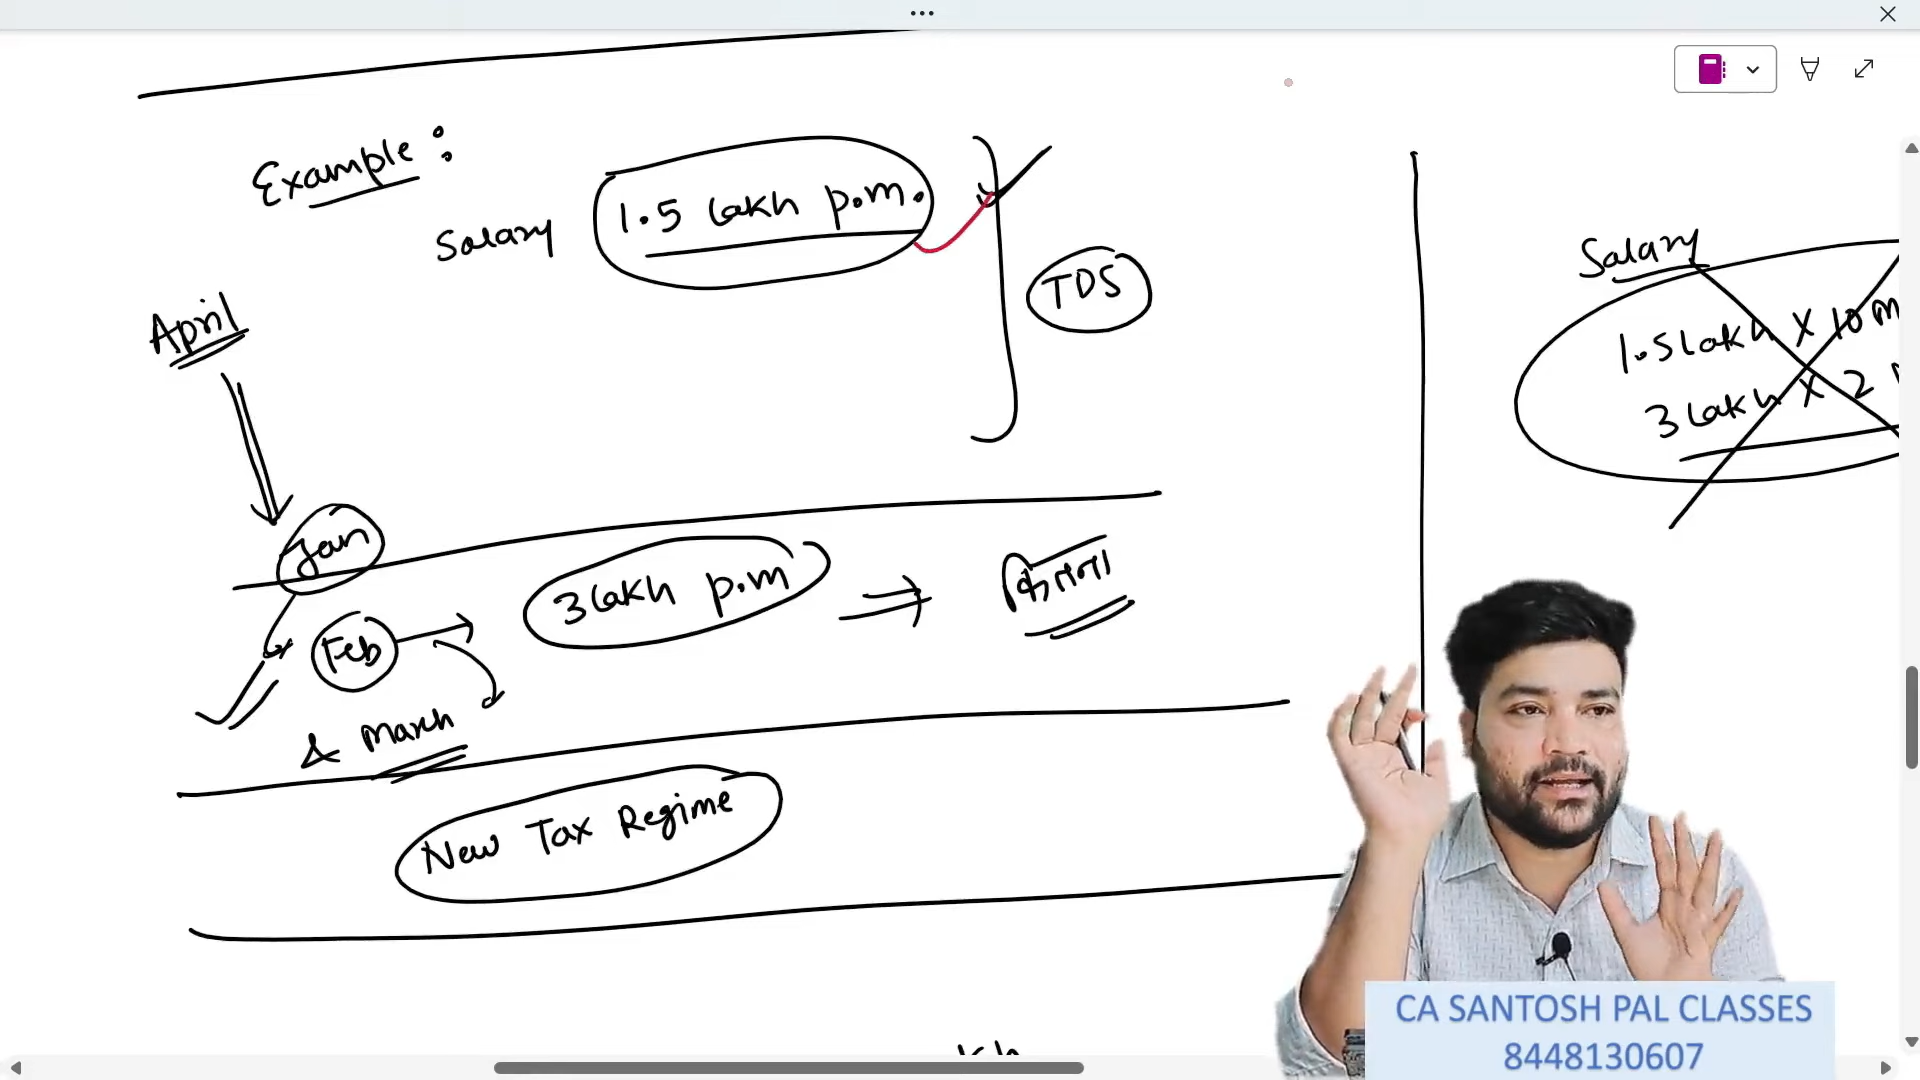 Example :
Salary 1.5 Lakh p.m.
TDS
April
Jan
Feb
3 Lakh p.m
कितना
& March
New Tax Regime
Salary
1.5 Lakh X 10 M
3 Lakh X 2
CA SANTOSH PAL CLASSES
8448130607